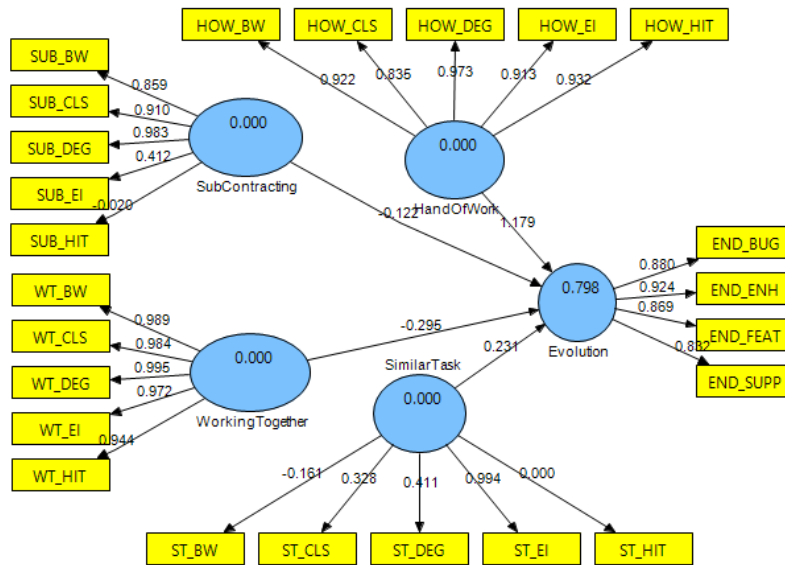 HOW_BW HOW_CLS HOW_DEG HOW_EI HOW_HIT
0.922 0.835 0.973 0.913 0.932
0.000
HandOfWork
SUB_BW
SUB_CLS
SUB_DEG
SUB_EI
SUB_HIT
0.859
0.910
0.983
0.412
-0.020
0.000
SubContracting
-0.122
1.179
WT_BW
WT_CLS
WT_DEG
WT_EI
WT_HIT
0.989
0.984
0.995
0.972
0.944
0.000
WorkingTogether
-0.295
0.231
0.798
Evolution
0.880
0.924
0.869
0.832
END_BUG
END_ENH
END_FEAT
END_SUPP
SimilarTask
0.000
-0.161 0.328 0.411 0.994 0.000
ST_BW ST_CLS ST_DEG ST_EI ST_HIT